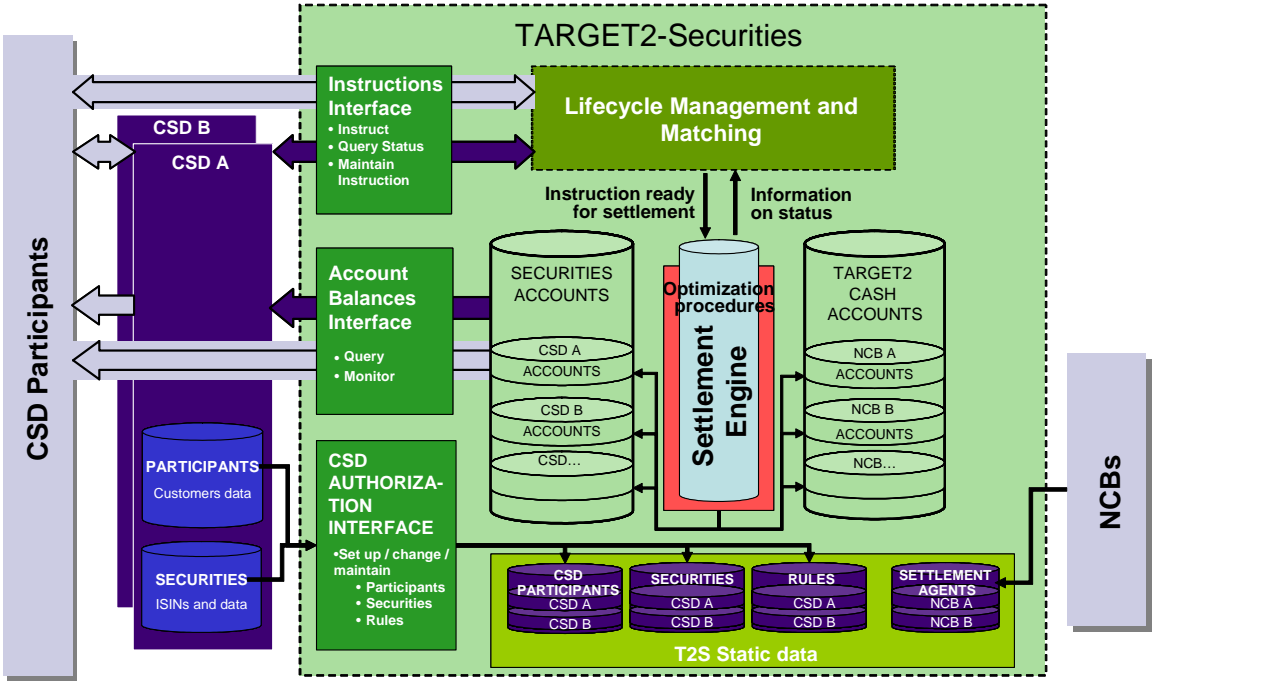 TARGET2-Securities
CSD Participants
CSD B
CSD A
PARTICIPANTS
Customers data
SECURITIES
ISINs and data
Instructions
Interface
• Instruct
• Query Status
• Maintain
Instruction
Account
Balances
Interface
• Query
• Monitor
CSD
AUTHORIZA-
TION
INTERFACE
•Set up / change /
maintain
• Participants
• Securities
• Rules
Lifecycle Management and
Matching
Instruction ready
for settlement
Information
on status
SECURITIES
ACCOUNTS
CSD A
ACCOUNTS
CSD B
ACCOUNTS
CSD…
Optimization
procedures
Settlement
Engine
TARGET2
CASH
ACCOUNTS
NCB A
ACCOUNTS
NCB B
ACCOUNTS
NCB…
CSD
PARTICIPANTS
CSD A
CSD B
SECURITIES
CSD A
CSD B
RULES
CSD A
CSD B
SETTLEMENT
AGENTS
NCB A
NCB B
T2S Static data
NCBs